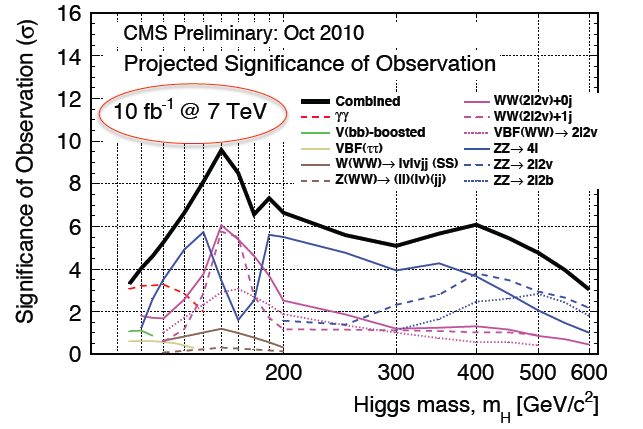 CMS Preliminary: Oct 2010
Projected Significance of Observation
10 fb⁻¹ @ 7 TeV
Combined
γγ
V(bb)-boosted
VBF(ττ)
W(WW)→ lνlνjj (SS)
Z(WW)→ (ll)(lν)(jj)
WW(2l2ν)+0j
WW(2l2ν)+1j
VBF(WW)→ 2l2ν
ZZ→ 4l
ZZ→ 2l2ν
ZZ→ 2l2b
Significance of Observation (σ)
16
14
12
10
8
6
4
2
0
200 300 400 500 600
Higgs mass, m_H [GeV/c²]